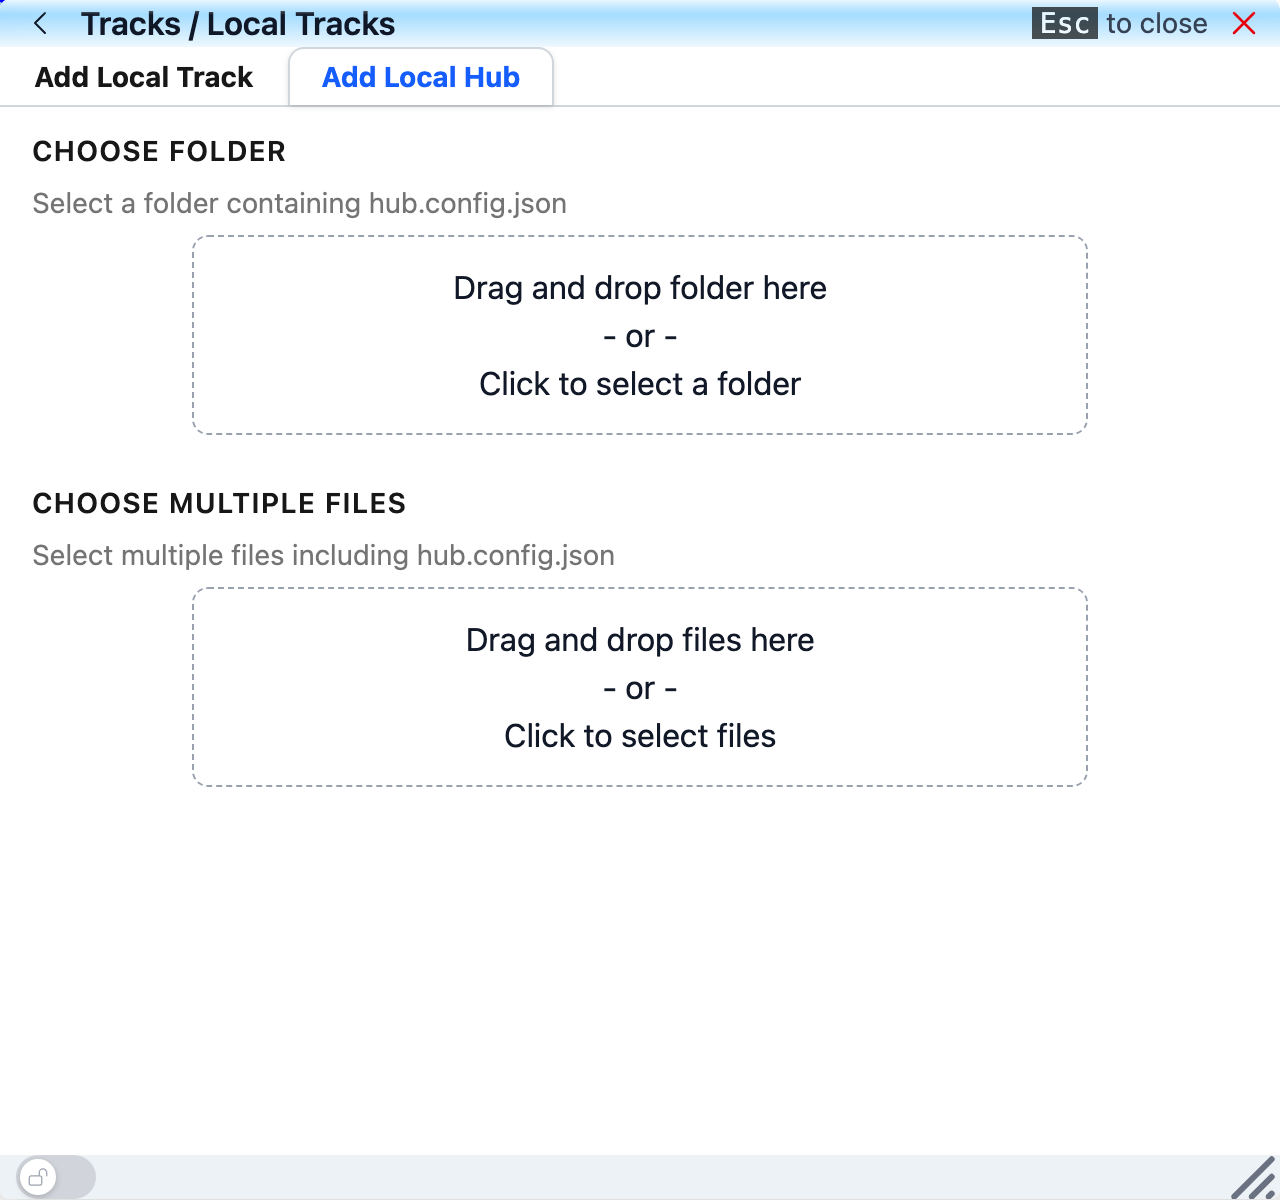 Tracks / Local Tracks
Esc to close
Add Local Track
Add Local Hub
CHOOSE FOLDER
Select a folder containing hub.config.json
Drag and drop folder here
- or -
Click to select a folder
CHOOSE MULTIPLE FILES
Select multiple files including hub.config.json
Drag and drop files here
- or -
Click to select files